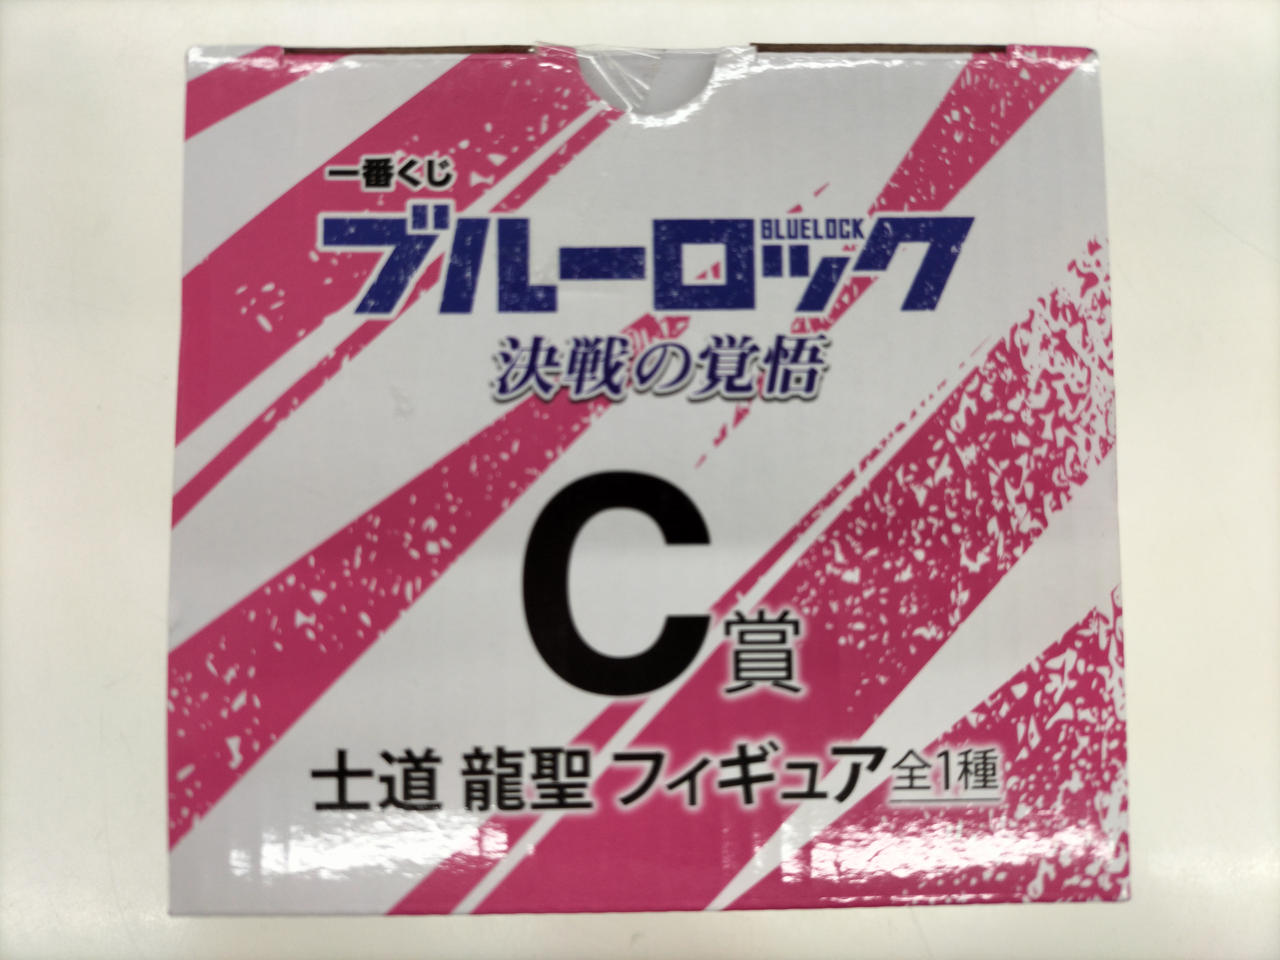 一番くじ
ブルーロック
BLUELOCK
決戦の覚悟
C賞
士道 龍聖 フィギュア 全1種